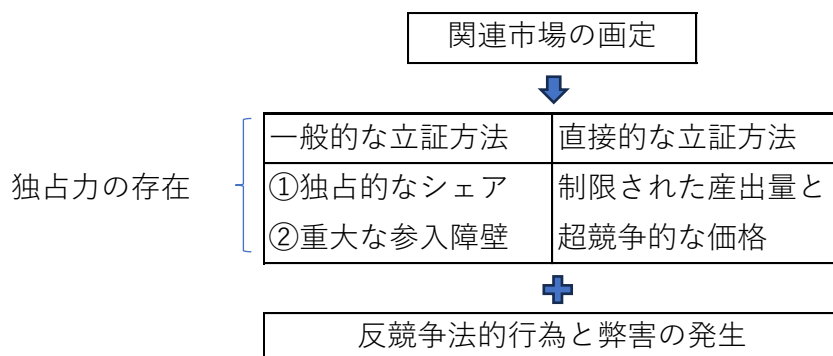 関連市場の画定
一般的な立証方法 直接的な立証方法
独占力の存在
①独占的なシェア 制限された産出量と
②重大な参入障壁 超競争的な価格
反競争法的行為と弊害の発生